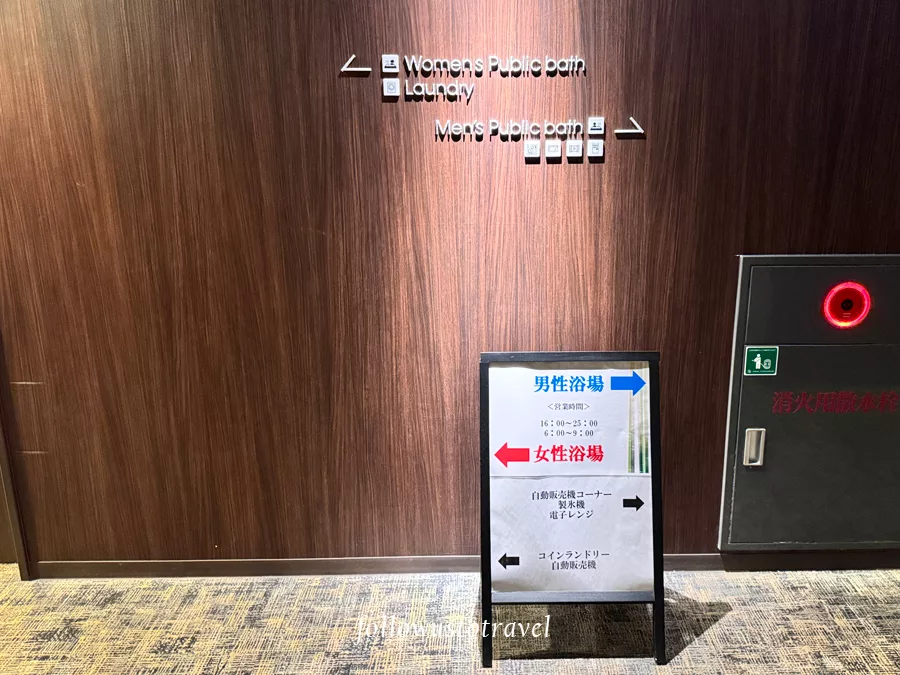 Women's Public bath
Laundry
Men's Public bath
男性浴場
<営業時間>
16:00~25:00
6:00~9:00
女性浴場
自動販売機コーナー
製氷機
電子レンジ
コインランドリー
自動販売機
消火用散水栓
followustotravel